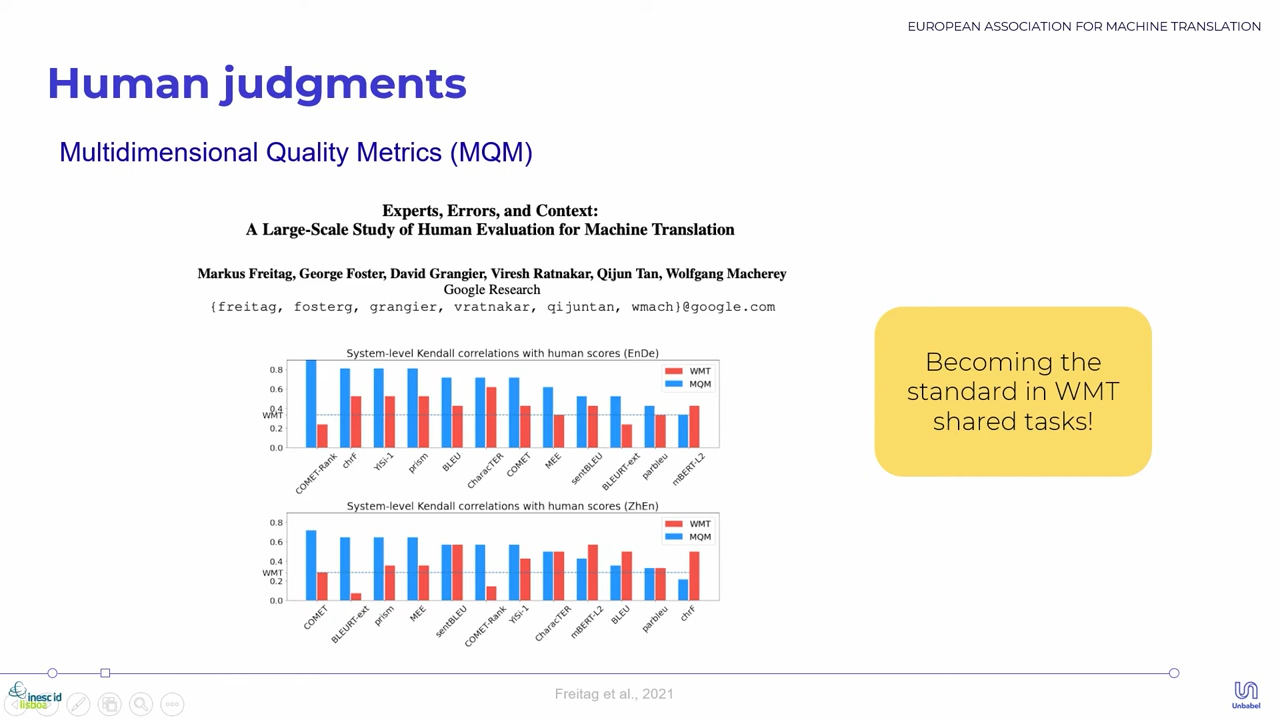 EUROPEAN ASSOCIATION FOR MACHINE TRANSLATION
Human judgments
Multidimensional Quality Metrics (MQM)
Experts, Errors, and Context:
A Large-Scale Study of Human Evaluation for Machine Translation
Markus Freitag, George Foster, David Grangier, Viresh Ratnakar, Qijun Tan, Wolfgang Macherey
Google Research
{freitag, fosterg, grangier, vratnakar, qijuntan, wmach}@google.com
System-level Kendall correlations with human scores (EnDe)
0.8
0.6
0.4
WMT
0.2
0.0
WMT
MQM
COMET-Rank
chrF
YiSi-1
prism
BLEU
CharacTER
COMET
MEE
sentBLEU
BLEURT-ext
parbleu
mBERT-L2
System-level Kendall correlations with human scores (ZhEn)
0.8
0.6
0.4
WMT
0.2
0.0
WMT
MQM
COMET
BLEURT-ext
prism
MEE
sentBLEU
COMET-Rank
YiSi-1
CharacTER
mBERT-L2
BLEU
parbleu
chrF
Becoming the
standard in WMT
shared tasks!
inesc id
lisboa
Freitag et al., 2021
Unbabel